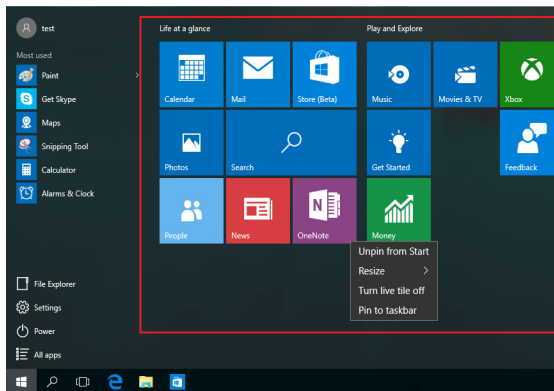 test
Most used
Paint
Get Skype
Maps
Snipping Tool
Calculator
Alarms & Clock
File Explorer
Settings
Power
All apps
Life at a glance
Calendar
Mail
Store (Beta)
Photos
Search
People
News
OneNote
N
Play and Explore
Music
Movies & TV
Xbox
Get Started
Feedback
Money
Unpin from Start
Resize
Turn live tile off
Pin to taskbar